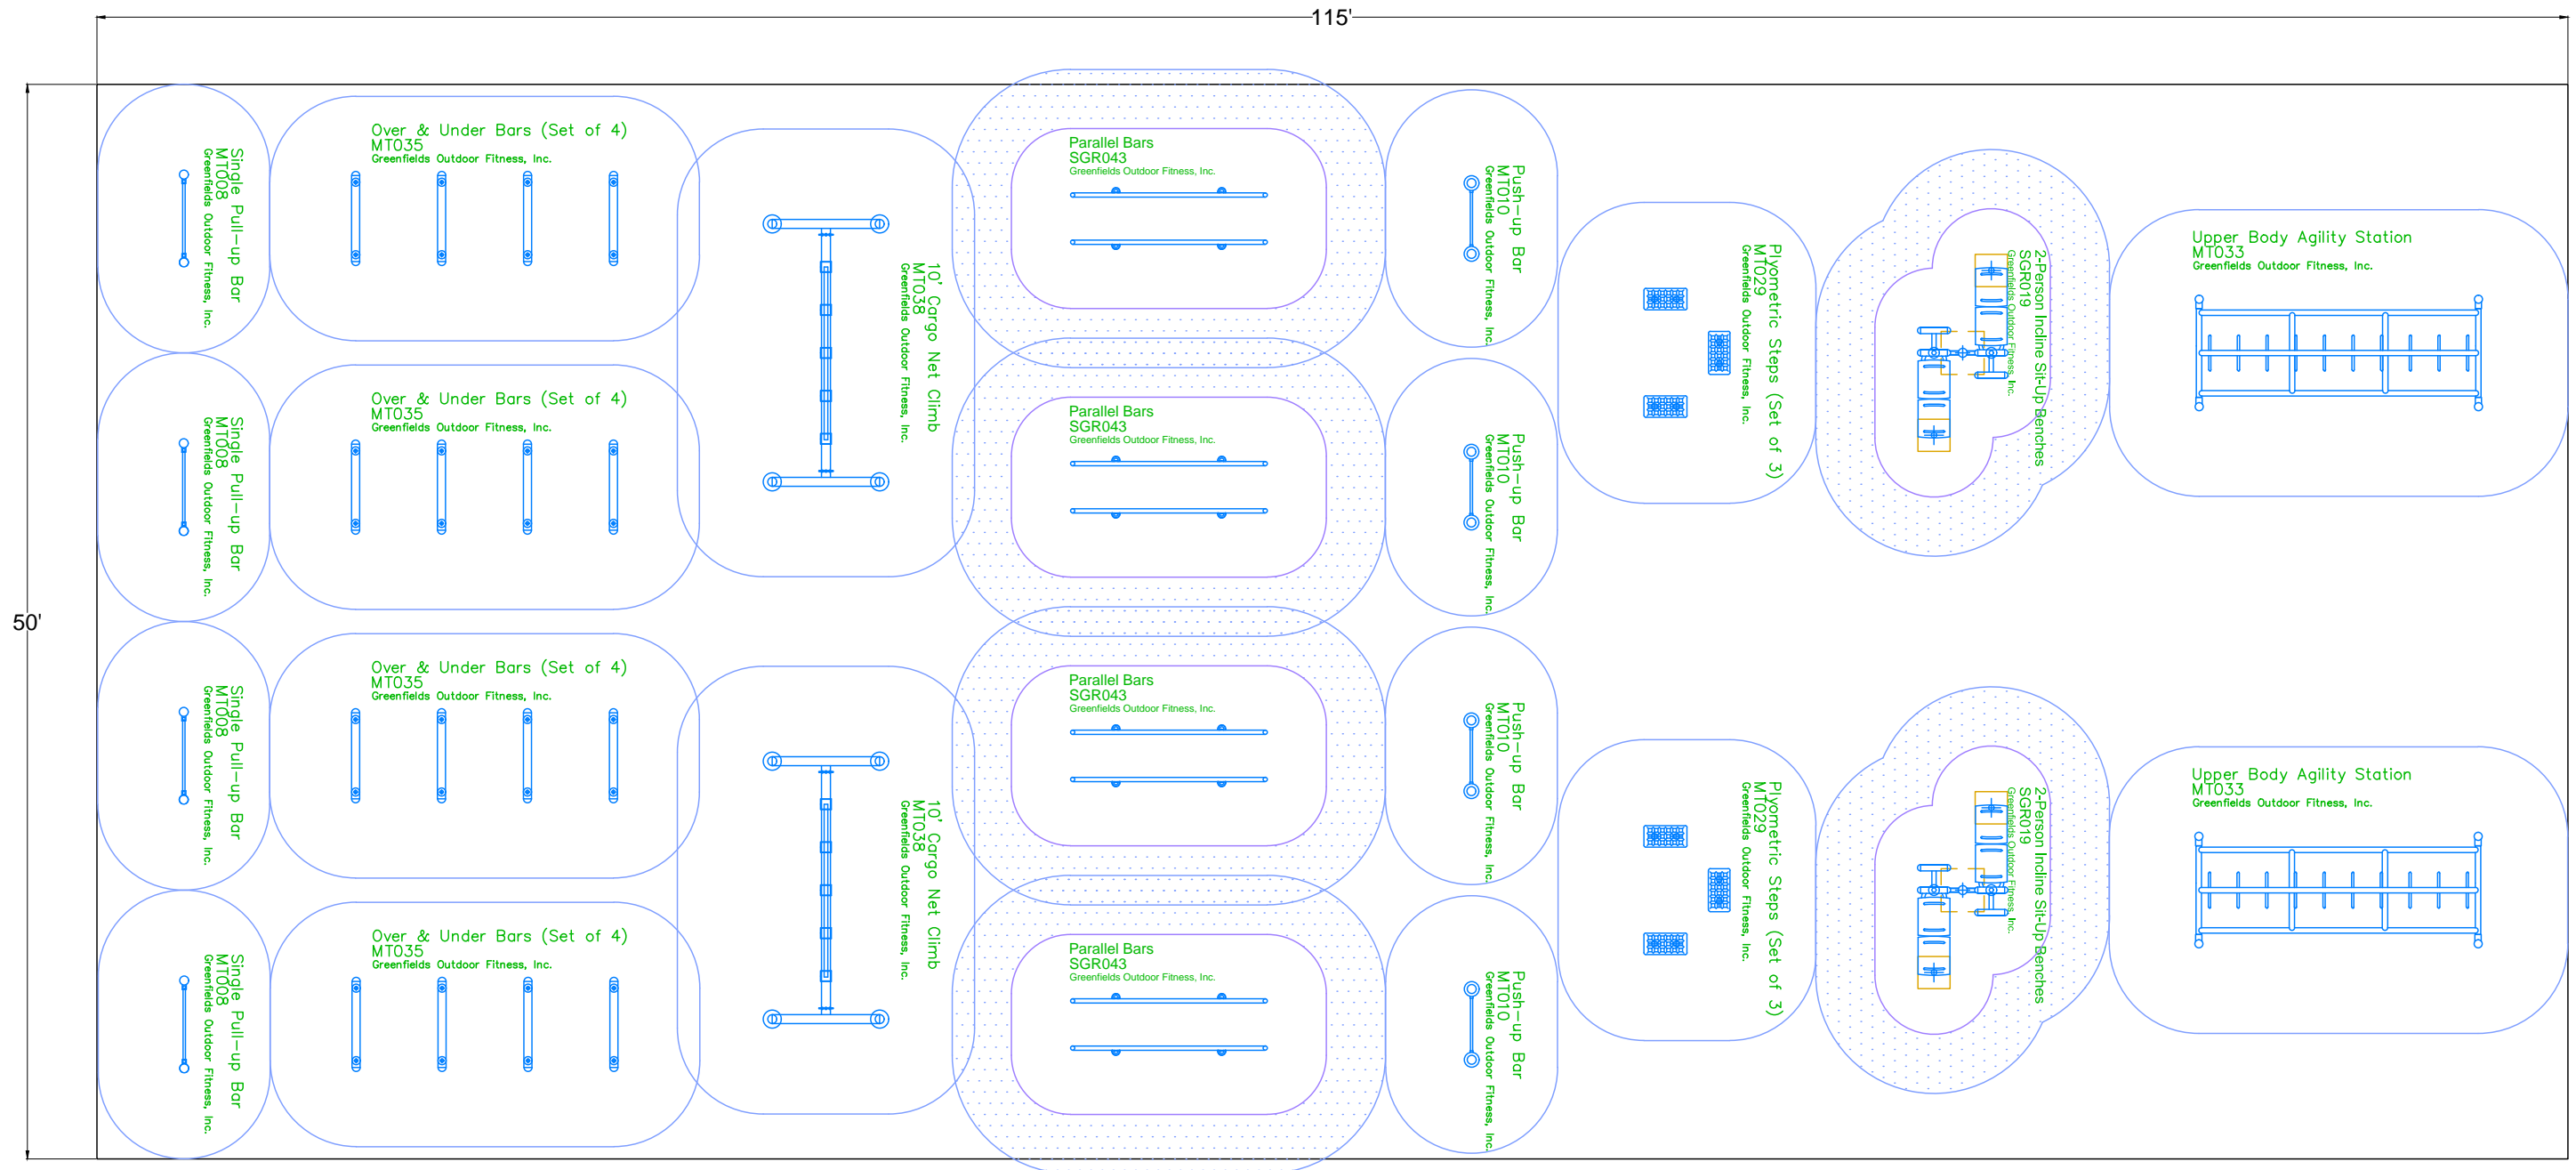 115'
50'
Single Pull-up Bar
MT008
Greenfields Outdoor Fitness, Inc.
Over & Under Bars (Set of 4)
MT035
Greenfields Outdoor Fitness, Inc.
10' Cargo Net Climb
MT038
Greenfields Outdoor Fitness, Inc.
Parallel Bars
SGR043
Greenfields Outdoor Fitness, Inc.
Push-up Bar
MT010
Greenfields Outdoor Fitness, Inc.
Plyometric Steps (Set of 3)
MT029
Greenfields Outdoor Fitness, Inc.
2-Person Incline Sit-Up Benches
SGR019
Greenfields Outdoor Fitness, Inc.
Upper Body Agility Station
MT033
Greenfields Outdoor Fitness, Inc.
Single Pull-up Bar
MT008
Greenfields Outdoor Fitness, Inc.
Over & Under Bars (Set of 4)
MT035
Greenfields Outdoor Fitness, Inc.
Parallel Bars
SGR043
Greenfields Outdoor Fitness, Inc.
Push-up Bar
MT010
Greenfields Outdoor Fitness, Inc.
Single Pull-up Bar
MT008
Greenfields Outdoor Fitness, Inc.
Over & Under Bars (Set of 4)
MT035
Greenfields Outdoor Fitness, Inc.
10' Cargo Net Climb
MT038
Greenfields Outdoor Fitness, Inc.
Parallel Bars
SGR043
Greenfields Outdoor Fitness, Inc.
Push-up Bar
MT010
Greenfields Outdoor Fitness, Inc.
Plyometric Steps (Set of 3)
MT029
Greenfields Outdoor Fitness, Inc.
2-Person Incline Sit-Up Benches
SGR019
Greenfields Outdoor Fitness, Inc.
Upper Body Agility Station
MT033
Greenfields Outdoor Fitness, Inc.
Single Pull-up Bar
MT008
Greenfields Outdoor Fitness, Inc.
Over & Under Bars (Set of 4)
MT035
Greenfields Outdoor Fitness, Inc.
Parallel Bars
SGR043
Greenfields Outdoor Fitness, Inc.
Push-up Bar
MT010
Greenfields Outdoor Fitness, Inc.